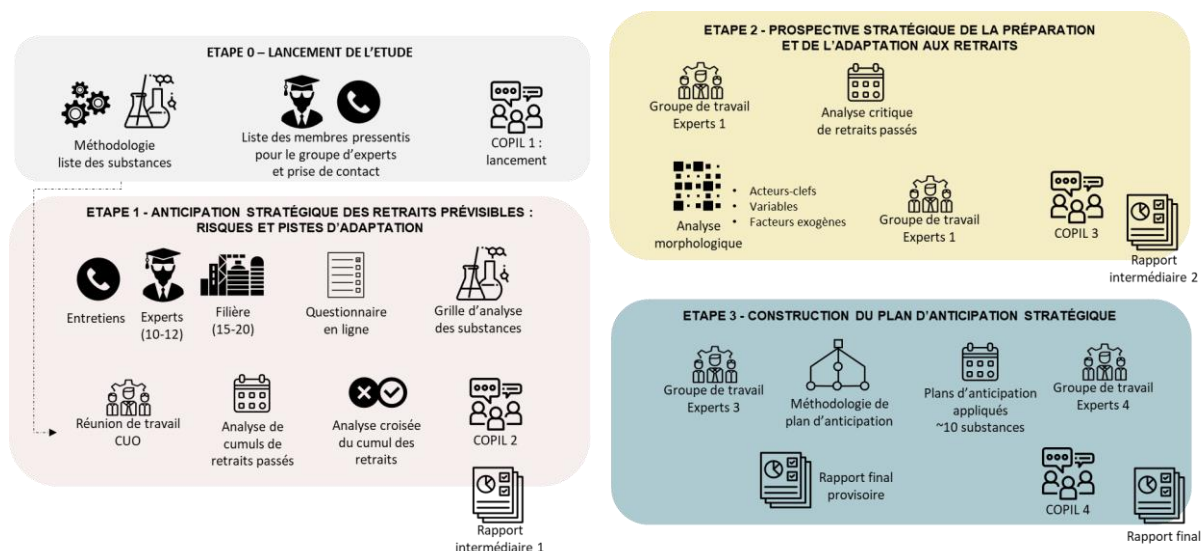 ETAPE 0 – LANCEMENT DE L'ETUDE
Méthodologie
liste des substances
Liste des membres pressentis
pour le groupe d'experts
et prise de contact
COPIL 1 :
lancement
ETAPE 1 - ANTICIPATION STRATÉGIQUE DES RETRAITS PRÉVISIBLES :
RISQUES ET PISTES D'ADAPTATION
Entretiens
Experts
(10-12)
Filière
(15-20)
Questionnaire
en ligne
Grille d'analyse
des substances
Réunion de travail
CUO
Analyse de
cumuls de
retraits passés
Analyse croisée
du cumul des
retraits
COPIL 2
Rapport
intermédiaire 1
ETAPE 2 - PROSPECTIVE STRATÉGIQUE DE LA PRÉPARATION
ET DE L'ADAPTATION AUX RETRAITS
Groupe de travail
Experts 1
Analyse critique
de retraits passés
Analyse
morphologique
• Acteurs-clefs
• Variables
• Facteurs exogènes
Groupe de travail
Experts 1
COPIL 3
Rapport
intermédiaire 2
ETAPE 3 - CONSTRUCTION DU PLAN D'ANTICIPATION STRATÉGIQUE
Groupe de travail
Experts 3
Méthodologie de
plan d'anticipation
Plans d'anticipation
appliqués
~10 substances
Groupe de travail
Experts 4
Rapport final
provisoire
COPIL 4
Rapport final